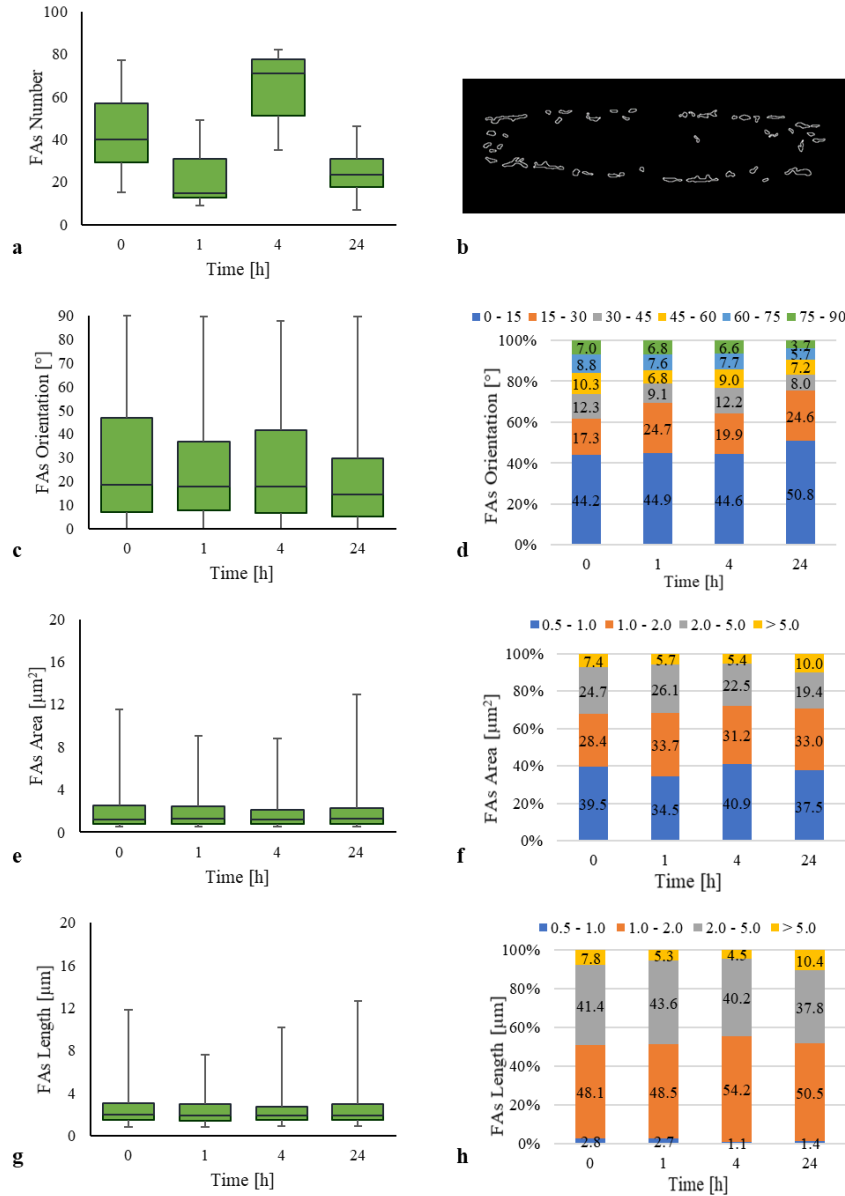 FAs Number
100
80
60
40
20
0
0 1 4 24
Time [h]
a
b
FAs Orientation [°]
90
80
70
60
50
40
30
20
10
0
0 1 4 24
Time [h]
c
0 - 15 15 - 30 30 - 45 45 - 60 60 - 75 75 - 90
FAs Orientation [°]
100%
80%
60%
40%
20%
0%
7.0 6.8 6.6 3.7
8.8 7.6 7.7 5.7
10.3 6.8 9.0 7.2
12.3 9.1 12.2 8.0
17.3 24.7 19.9 24.6
44.2 44.9 44.6 50.8
0 1 4 24
Time [h]
d
FAs Area [µm²]
20
16
12
8
4
0
0 1 4 24
Time [h]
e
0.5 - 1.0 1.0 - 2.0 2.0 - 5.0 > 5.0
FAs Area [µm²]
100%
80%
60%
40%
20%
0%
7.4 5.7 5.4 10.0
24.7 26.1 22.5 19.4
28.4 33.7 31.2 33.0
39.5 34.5 40.9 37.5
0 1 4 24
Time [h]
f
FAs Length [µm]
20
16
12
8
4
0
0 1 4 24
Time [h]
g
0.5 - 1.0 1.0 - 2.0 2.0 - 5.0 > 5.0
FAs Length [µm]
100%
80%
60%
40%
20%
0%
7.8 5.3 4.5 10.4
41.4 43.6 40.2 37.8
48.1 48.5 54.2 50.5
2.8 2.7 1.1 1.4
0 1 4 24
Time [h]
h